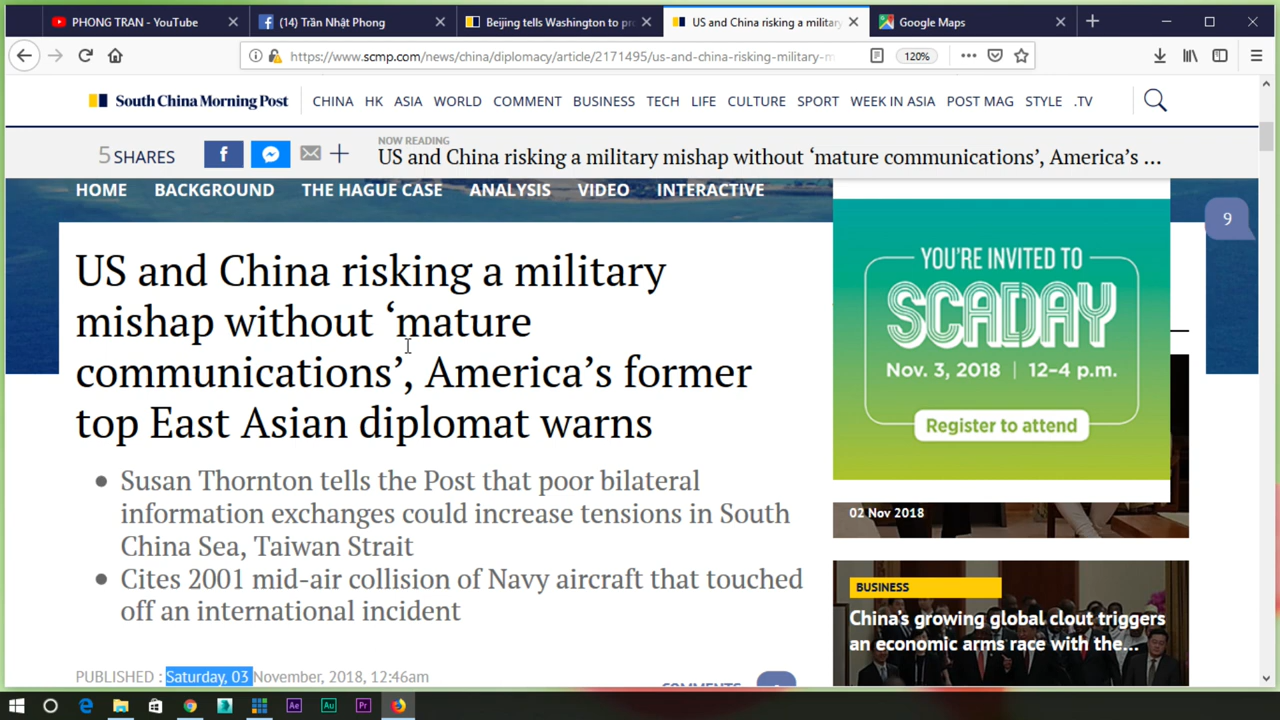 PHONG TRAN - YouTube
(14) Trần Nhật Phong
Beijing tells Washington to pr
US and China risking a military
Google Maps
https://www.scmp.com/news/china/diplomacy/article/2171495/us-and-china-risking-military-m
120%
South China Morning Post
CHINA HK ASIA WORLD COMMENT BUSINESS TECH LIFE CULTURE SPORT WEEK IN ASIA POST MAG STYLE .TV
5 SHARES
NOW READING
US and China risking a military mishap without ‘mature communications’, America’s ...
HOME BACKGROUND THE HAGUE CASE ANALYSIS VIDEO INTERACTIVE
9
US and China risking a military
mishap without ‘mature
communications’, America’s former
top East Asian diplomat warns
Susan Thornton tells the Post that poor bilateral
information exchanges could increase tensions in South
China Sea, Taiwan Strait
Cites 2001 mid-air collision of Navy aircraft that touched
off an international incident
PUBLISHED : Saturday, 03 November, 2018, 12:46am
COMMENTS
YOU'RE INVITED TO
SCADAY
Nov. 3, 2018 | 12–4 p.m.
Register to attend
02 Nov 2018
BUSINESS
China’s growing global clout triggers
an economic arms race with the...
Ae Au Pr